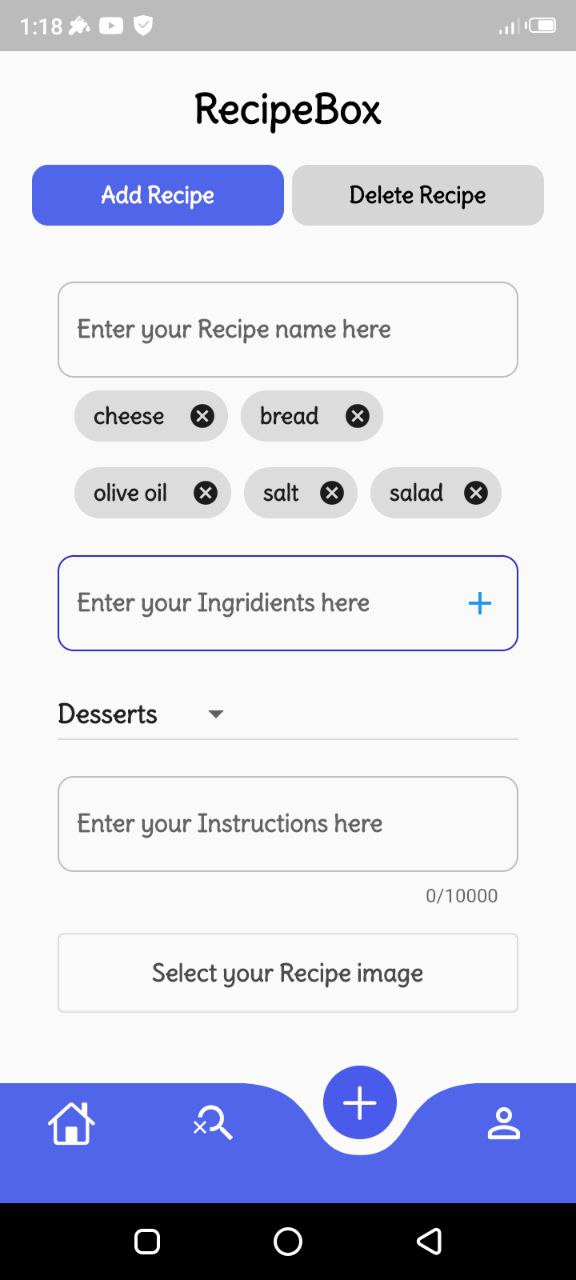 1:18
RecipeBox
Add Recipe Delete Recipe
Enter your Recipe name here
cheese bread
olive oil salt salad
Enter your Ingridients here
Desserts
Enter your Instructions here
0/10000
Select your Recipe image